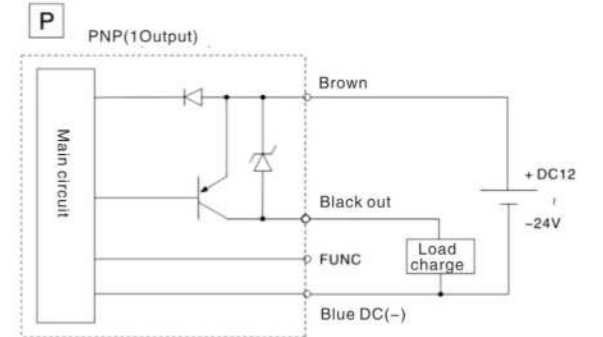 P
PNP(1Output)
Main circuit
Brown
+ DC12
~
-24V
Black out
Load
charge
FUNC
Blue DC(-)